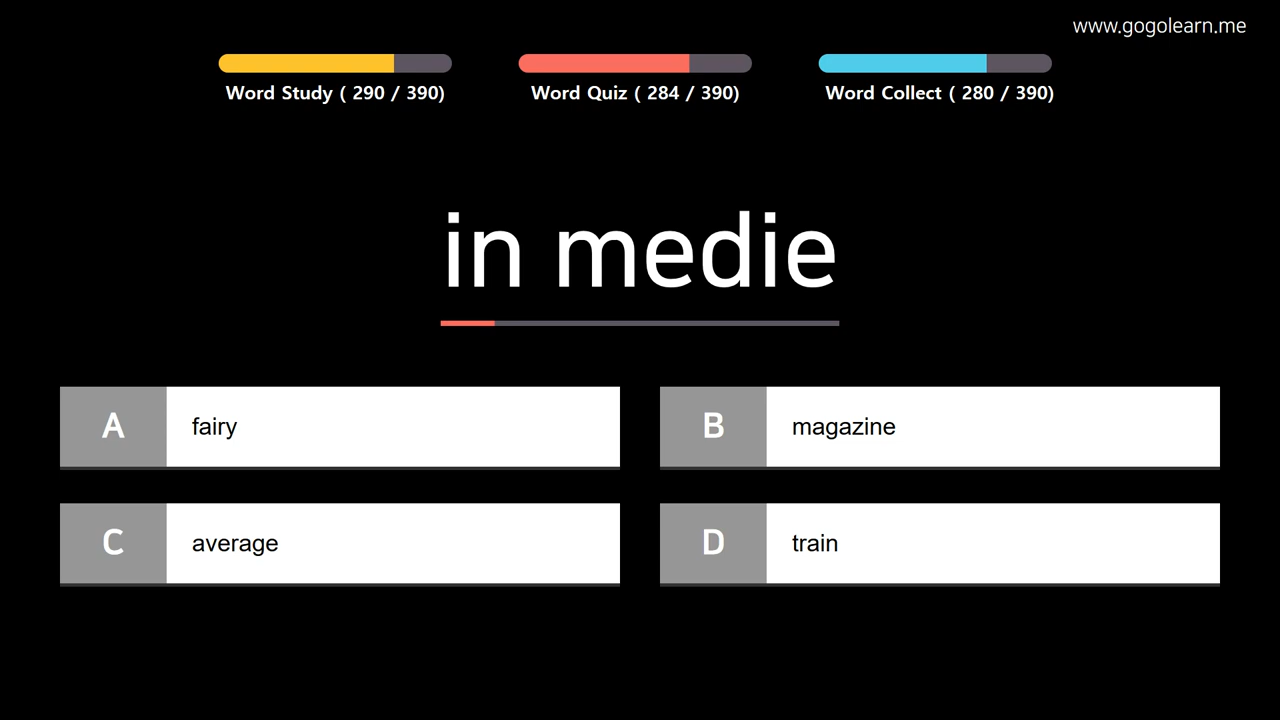 www.gogolearn.me
Word Study ( 290 / 390)
Word Quiz ( 284 / 390)
Word Collect ( 280 / 390)
in medie
A fairy
B magazine
C average
D train